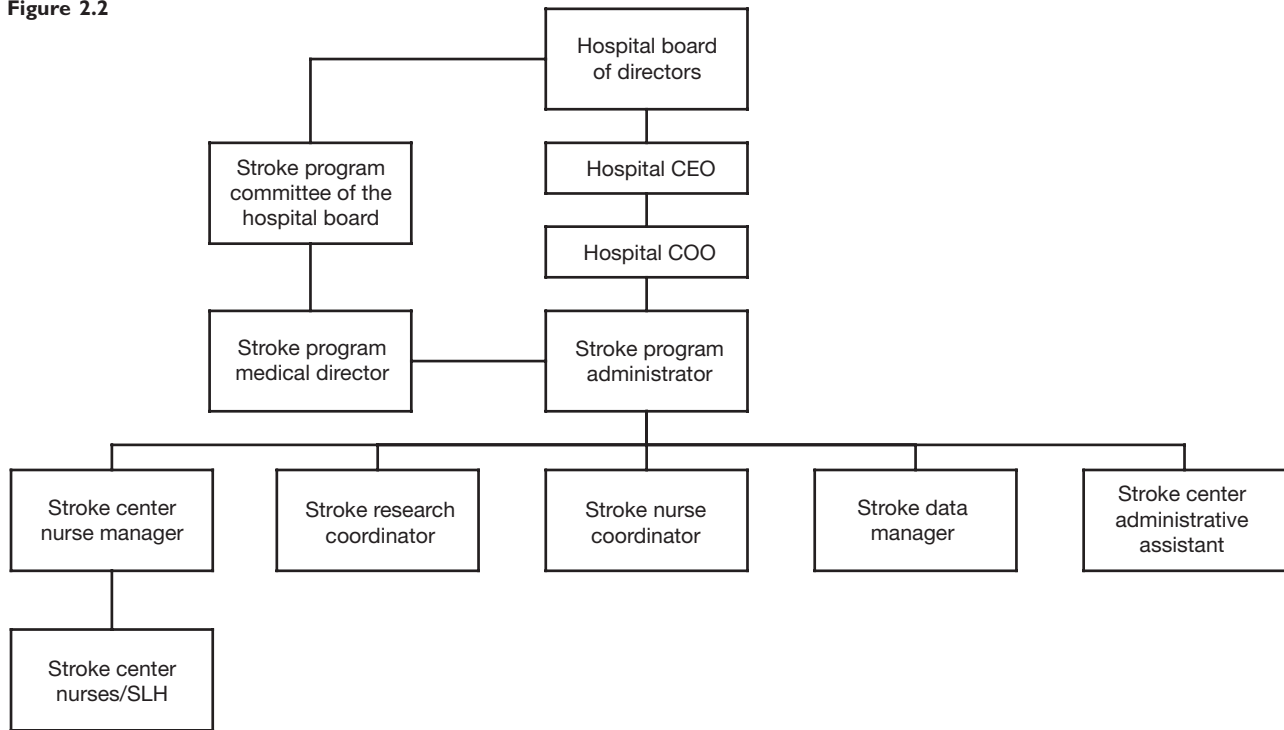 Figure 2.2
Hospital board
of directors
Stroke program
committee of the
hospital board
Hospital CEO
Hospital COO
Stroke program
medical director
Stroke program
administrator
Stroke center
nurse manager
Stroke research
coordinator
Stroke nurse
coordinator
Stroke data
manager
Stroke center
administrative
assistant
Stroke center
nurses/SLH